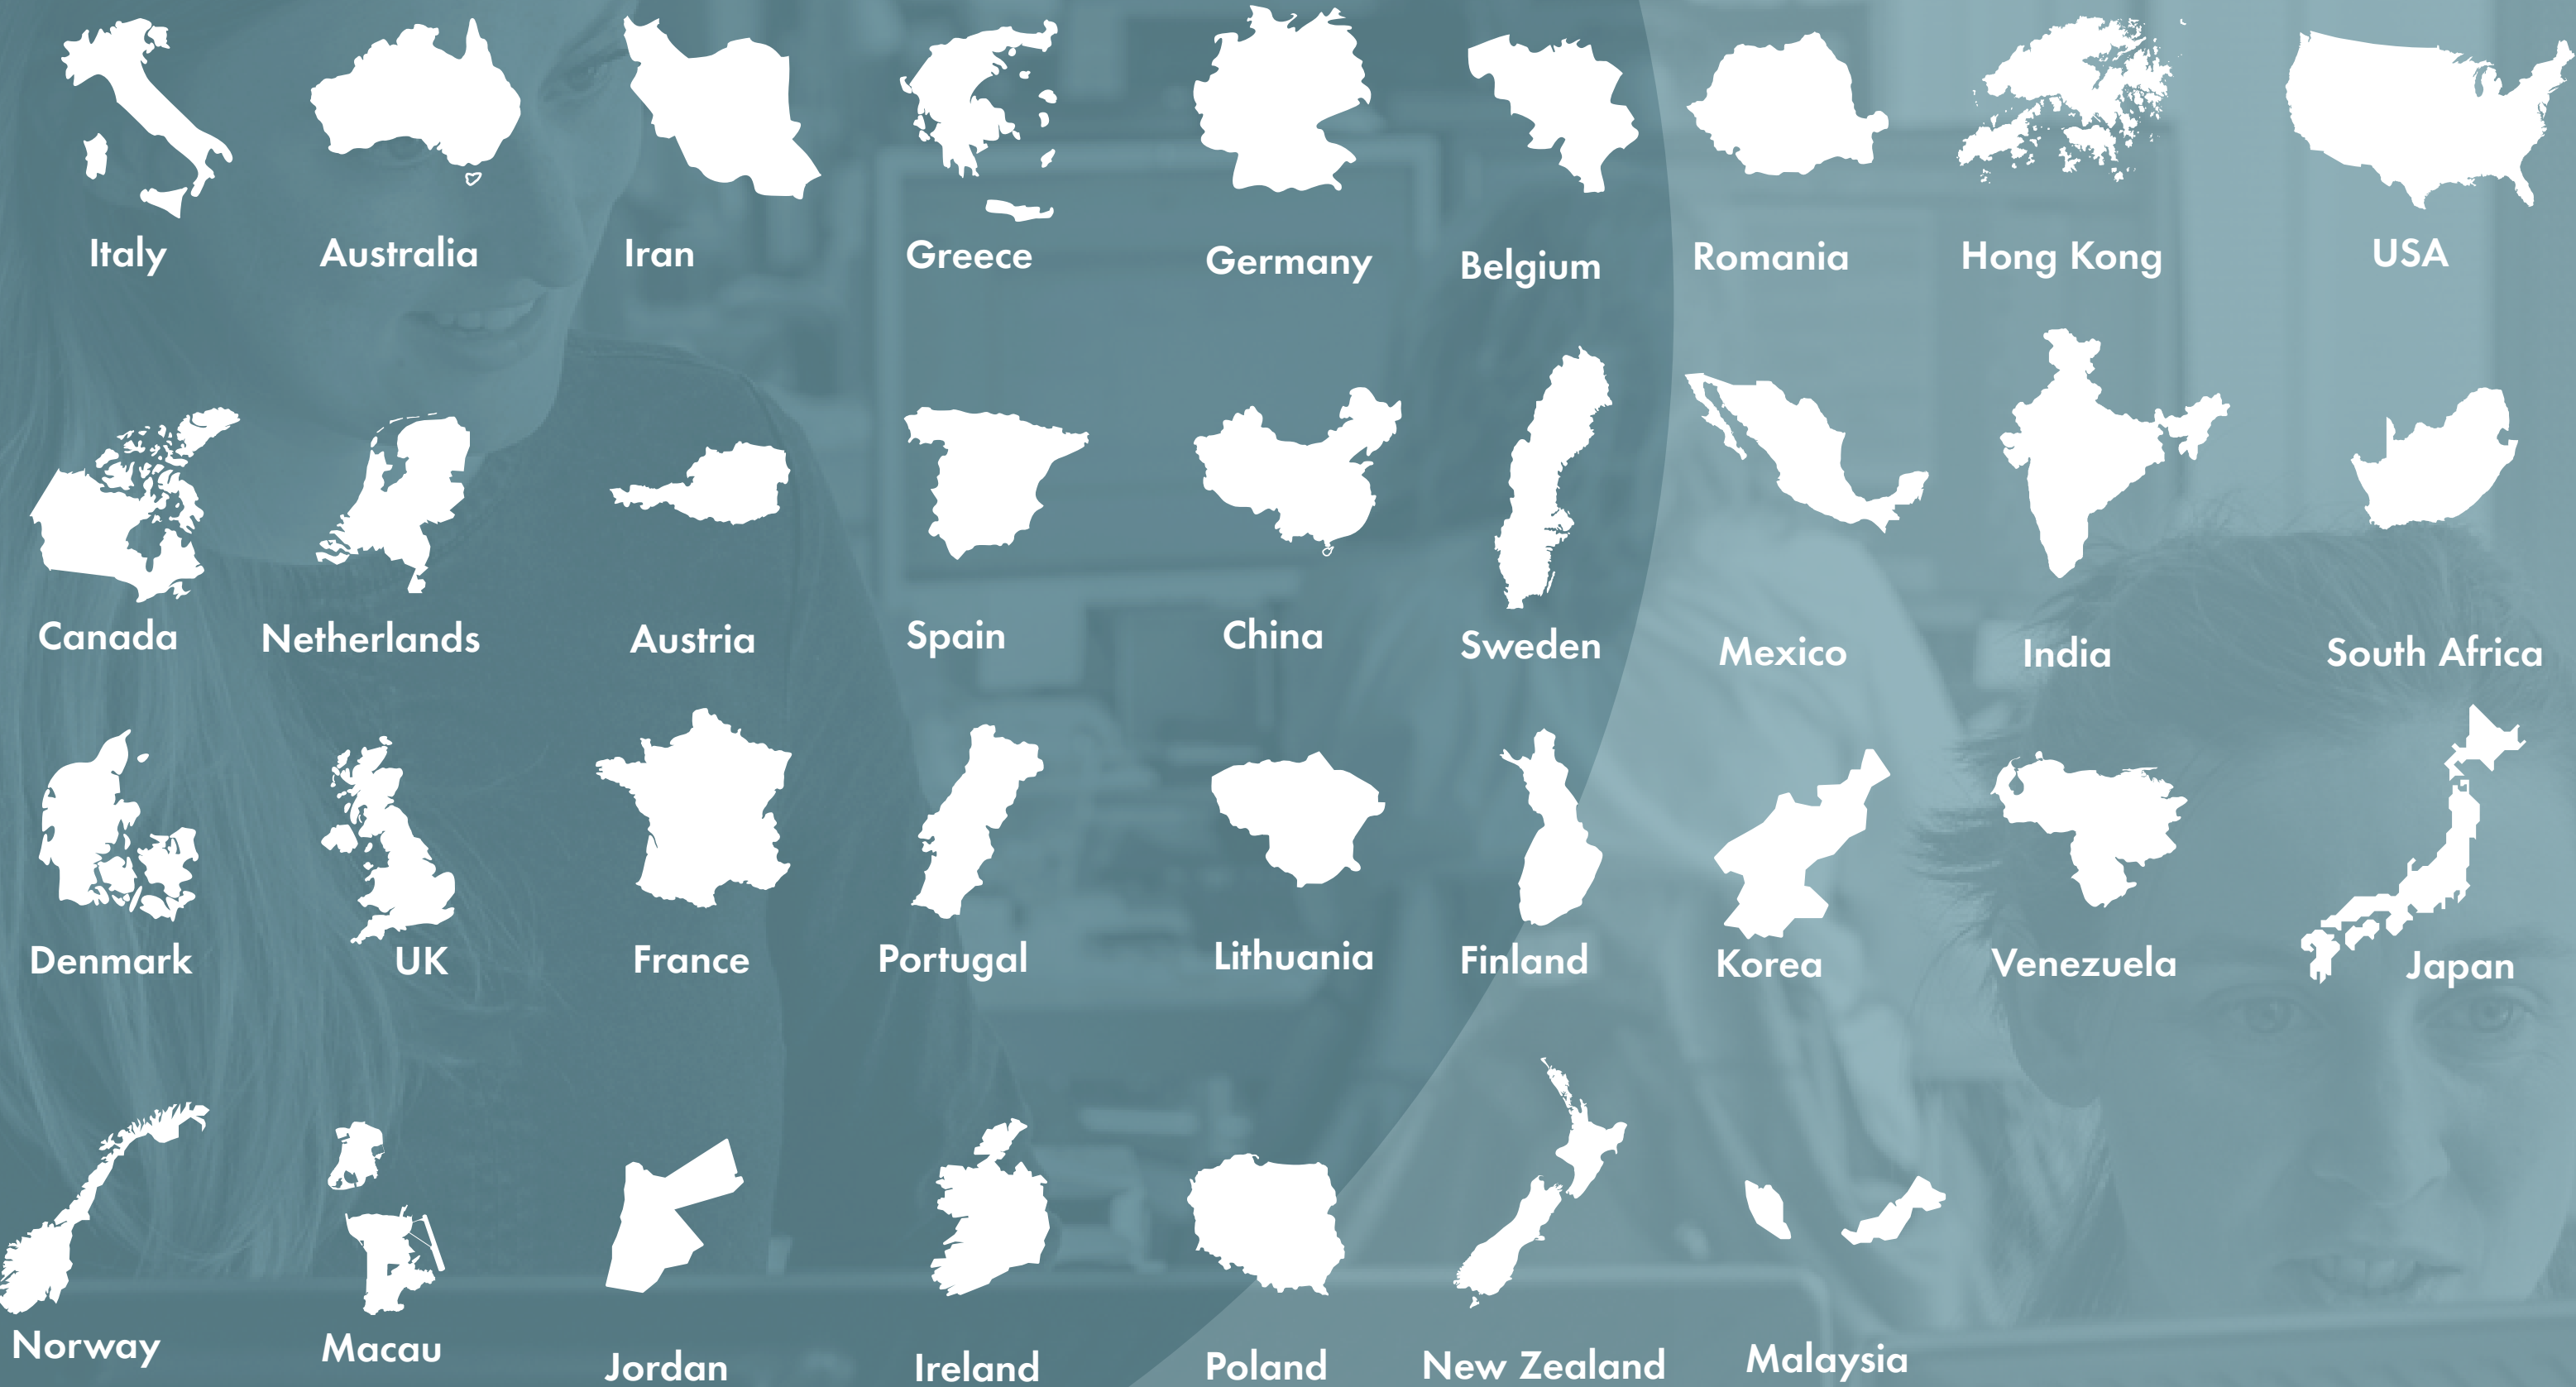 Italy
Australia
Iran
Greece
Germany
Belgium
Romania
Hong Kong
USA
Canada
Netherlands
Austria
Spain
China
Sweden
Mexico
India
South Africa
Denmark
UK
France
Portugal
Lithuania
Finland
Korea
Venezuela
Japan
Norway
Macau
Jordan
Ireland
Poland
New Zealand
Malaysia